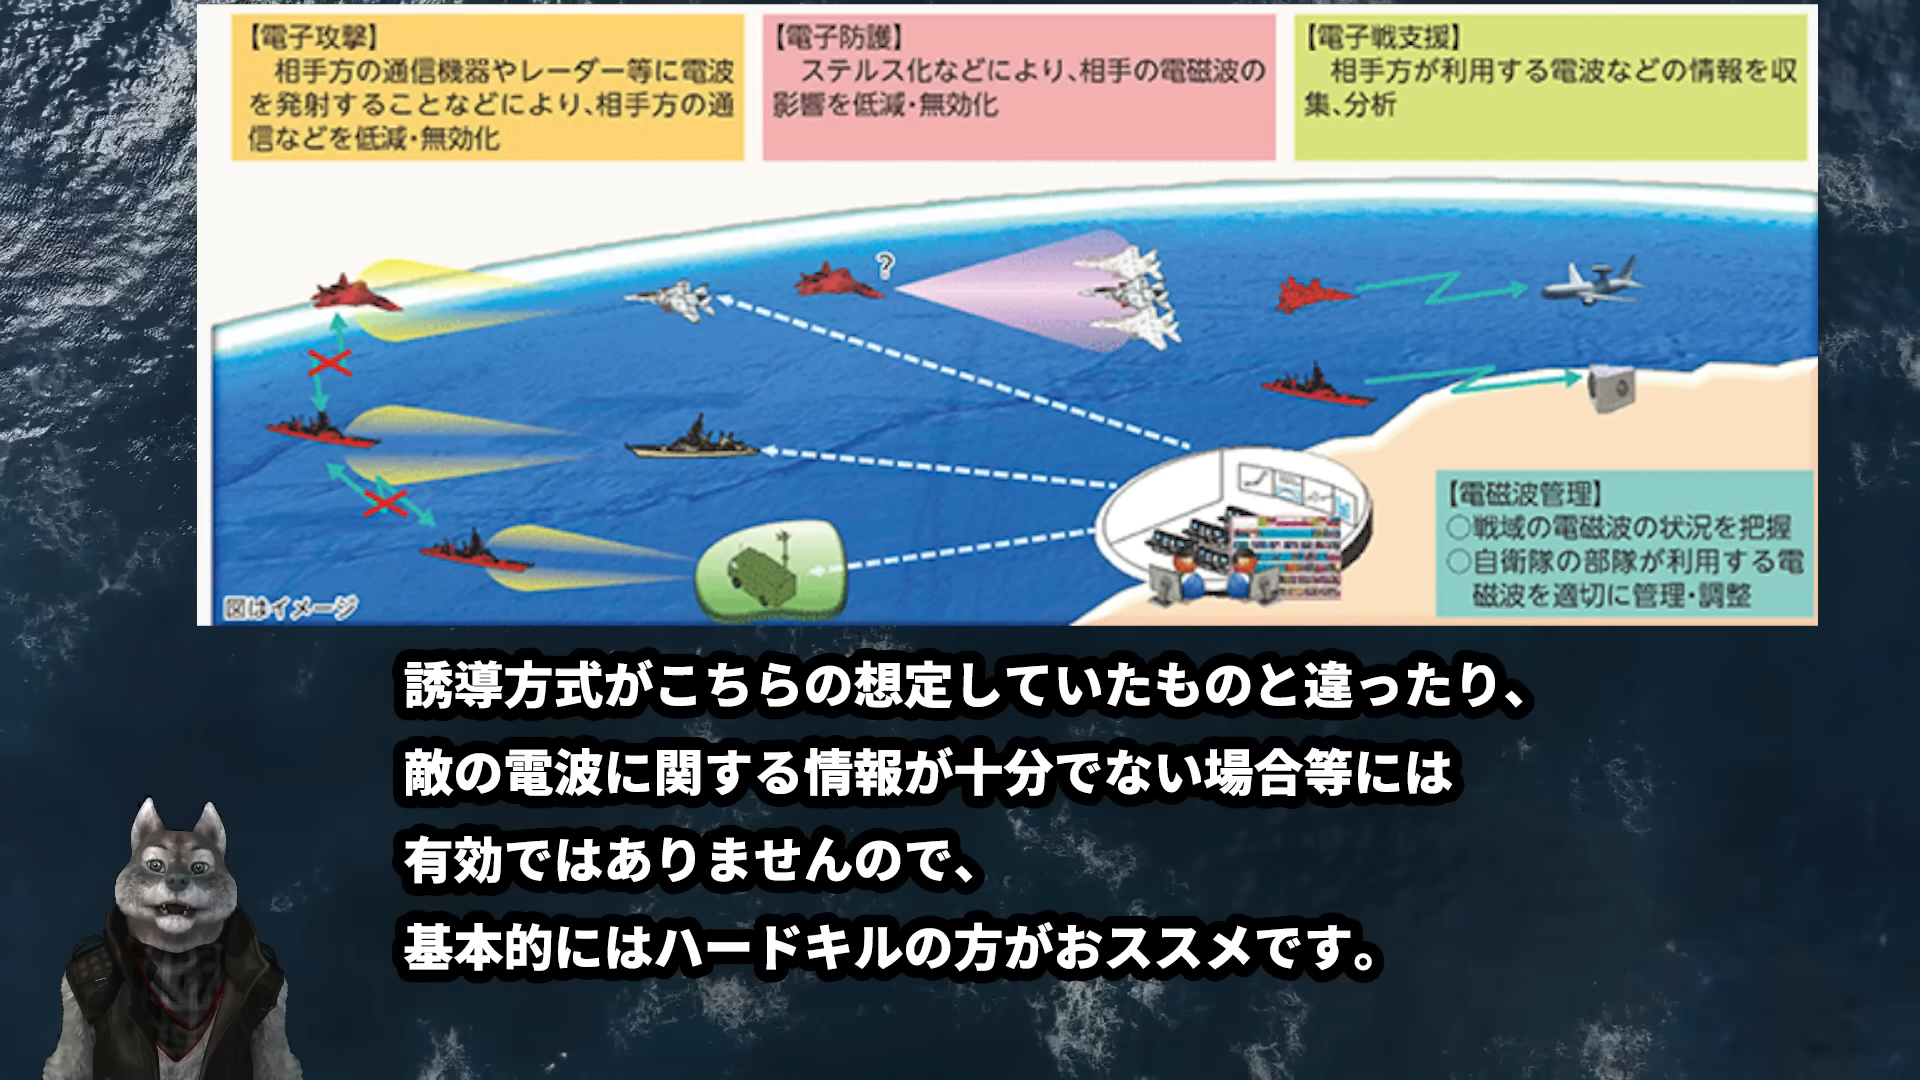 【電子攻撃】
相手方の通信機器やレーダー等に電波
を発射することなどにより、相手方の通
信などを低減・無効化
【電子防護】
ステルス化などにより、相手の電磁波の
影響を低減・無効化
【電子戦支援】
相手方が利用する電波などの情報を収
集、分析
?
【電磁波管理】
○戦域の電磁波の状況を把握
○自衛隊の部隊が利用する電
磁波を適切に管理・調整
図はイメージ
誘導方式がこちらの想定していたものと違ったり、
敵の電波に関する情報が十分でない場合等には
有効ではありませんので、
基本的にはハードキルの方がおススメです。